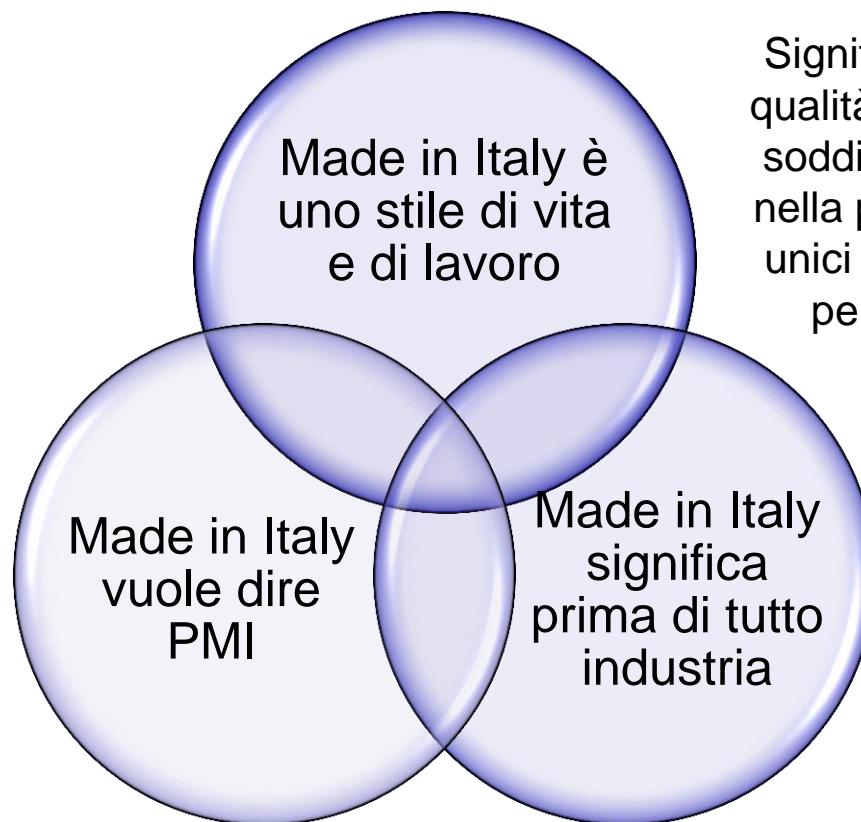 Made in Italy è
uno stile di vita
e di lavoro
Made in Italy
vuole dire
PMI
Made in Italy
significa
prima di tutto
industria
qualità
soddi
nella p
unici
pe